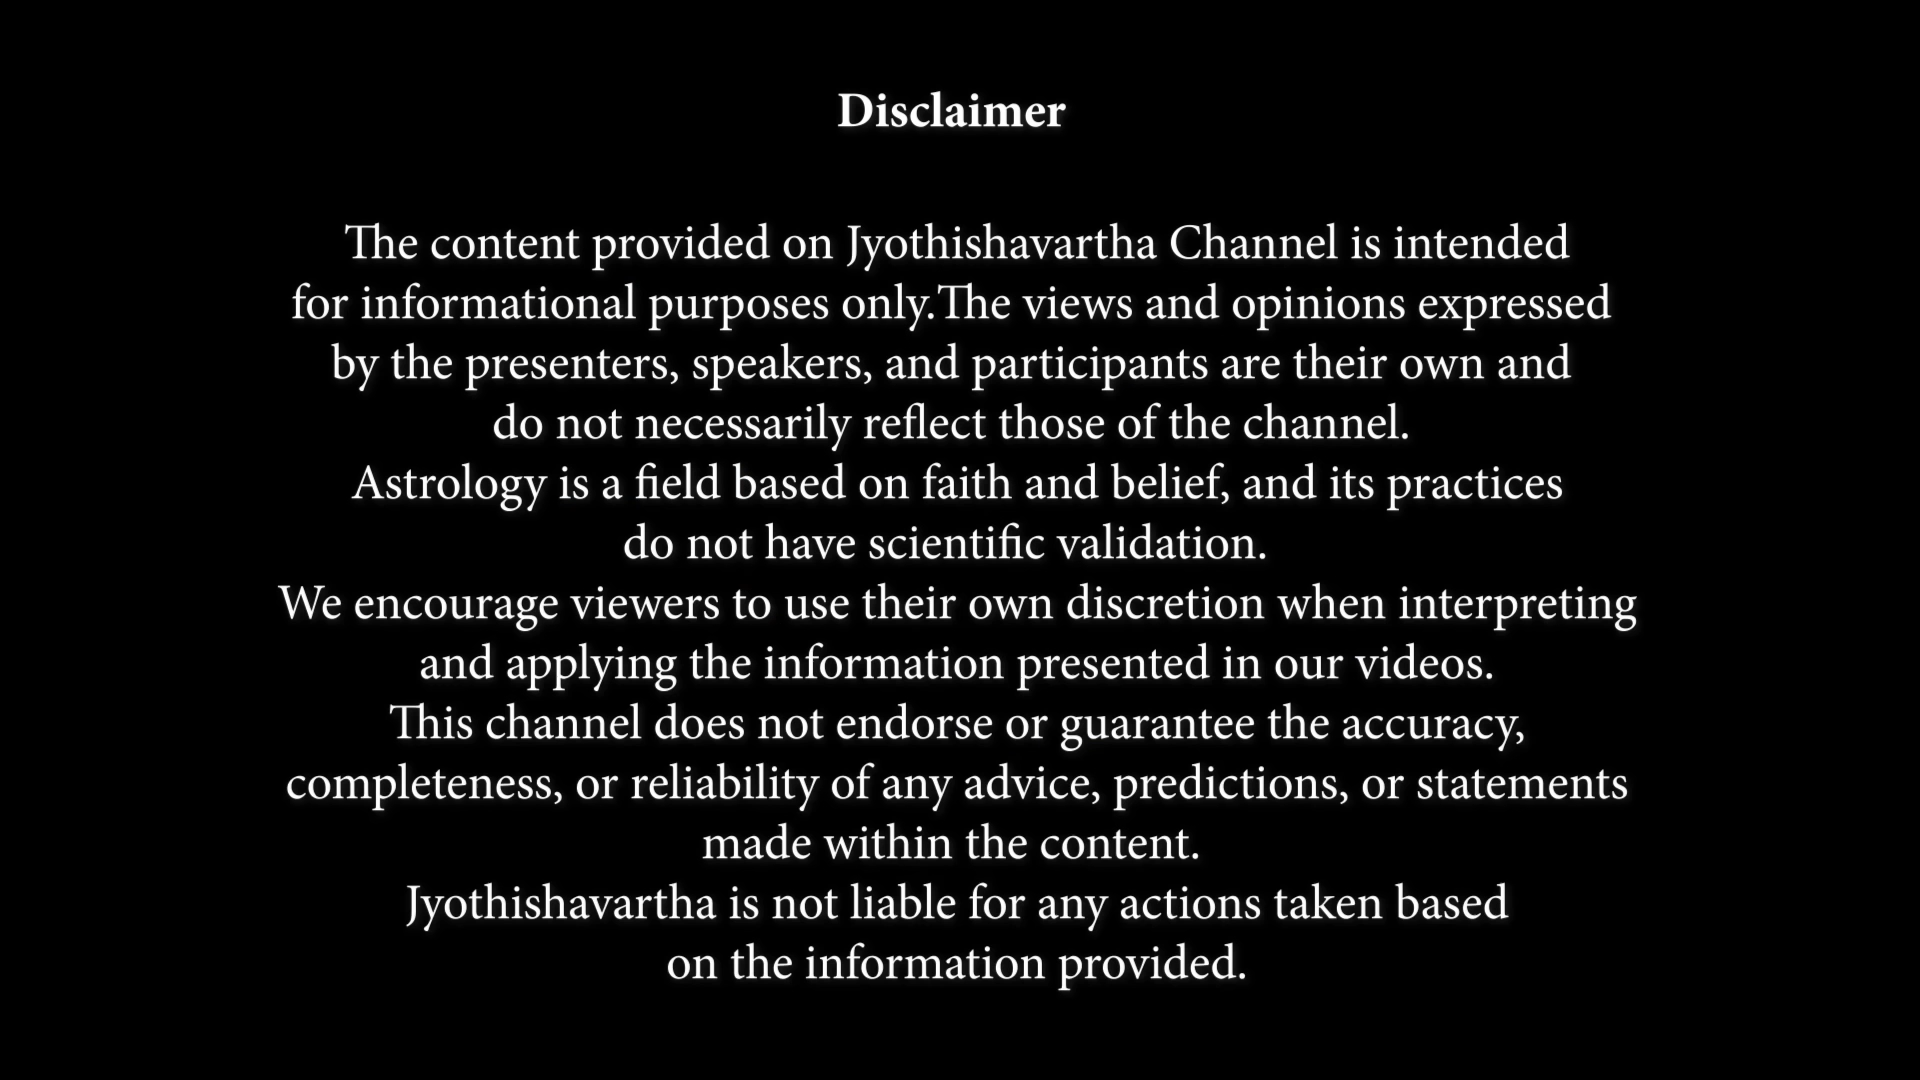 Disclaimer
The content provided on Jyothishavartha Channel is intended
for informational purposes only.The views and opinions expressed
by the presenters, speakers, and participants are their own and
do not necessarily reflect those of the channel.
Astrology is a field based on faith and belief, and its practices
do not have scientific validation.
We encourage viewers to use their own discretion when interpreting
and applying the information presented in our videos.
This channel does not endorse or guarantee the accuracy,
completeness, or reliability of any advice, predictions, or statements
made within the content.
Jyothishavartha is not liable for any actions taken based
on the information provided.